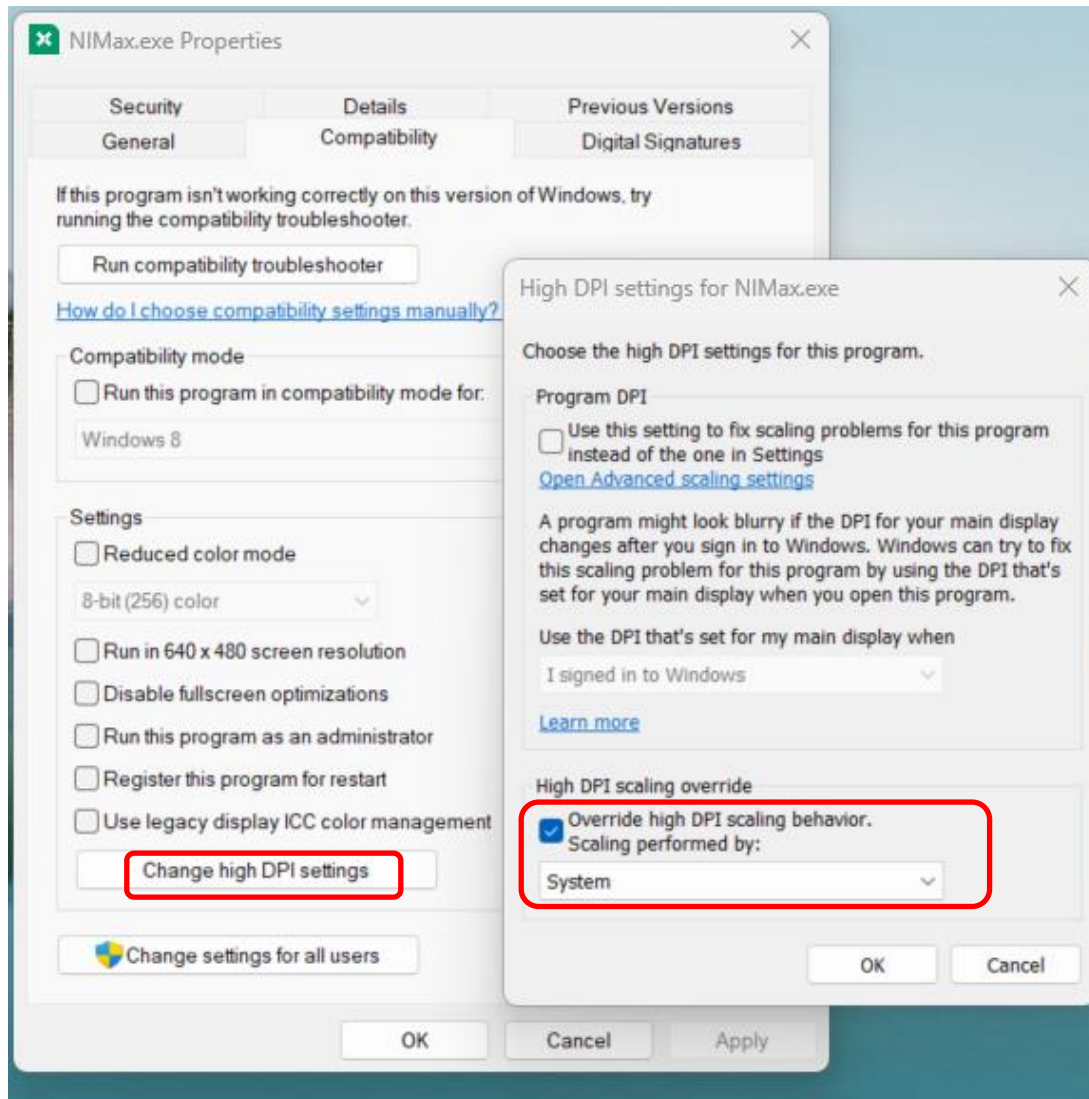 NIMax.exe Properties
Security
Details
Previous Versions
General
Compatibility
Digital Signatures
If this program isn't working correctly on this version of Windows, try
running the compatibility troubleshooter.
Run compatibility troubleshooter
How do I choose compatibility settings manually?
Compatibility mode
Run this program in compatibility mode for:
Windows 8
Settings
Reduced color mode
8-bit (256) color
Run in 640 x 480 screen resolution
Disable fullscreen optimizations
Run this program as an administrator
Register this program for restart
Use legacy display ICC color management
Change high DPI settings
Change settings for all users
OK
Cancel
Apply
High DPI settings for NIMax.exe
Choose the high DPI settings for this program.
Program DPI
Use this setting to fix scaling problems for this program
instead of the one in Settings
Open Advanced scaling settings
A program might look blurry if the DPI for your main display
changes after you sign in to Windows. Windows can try to fix
this scaling problem for this program by using the DPI that's
set for your main display when you open this program.
Use the DPI that's set for my main display when
I signed in to Windows
Learn more
High DPI scaling override
Override high DPI scaling behavior.
Scaling performed by:
System
OK
Cancel